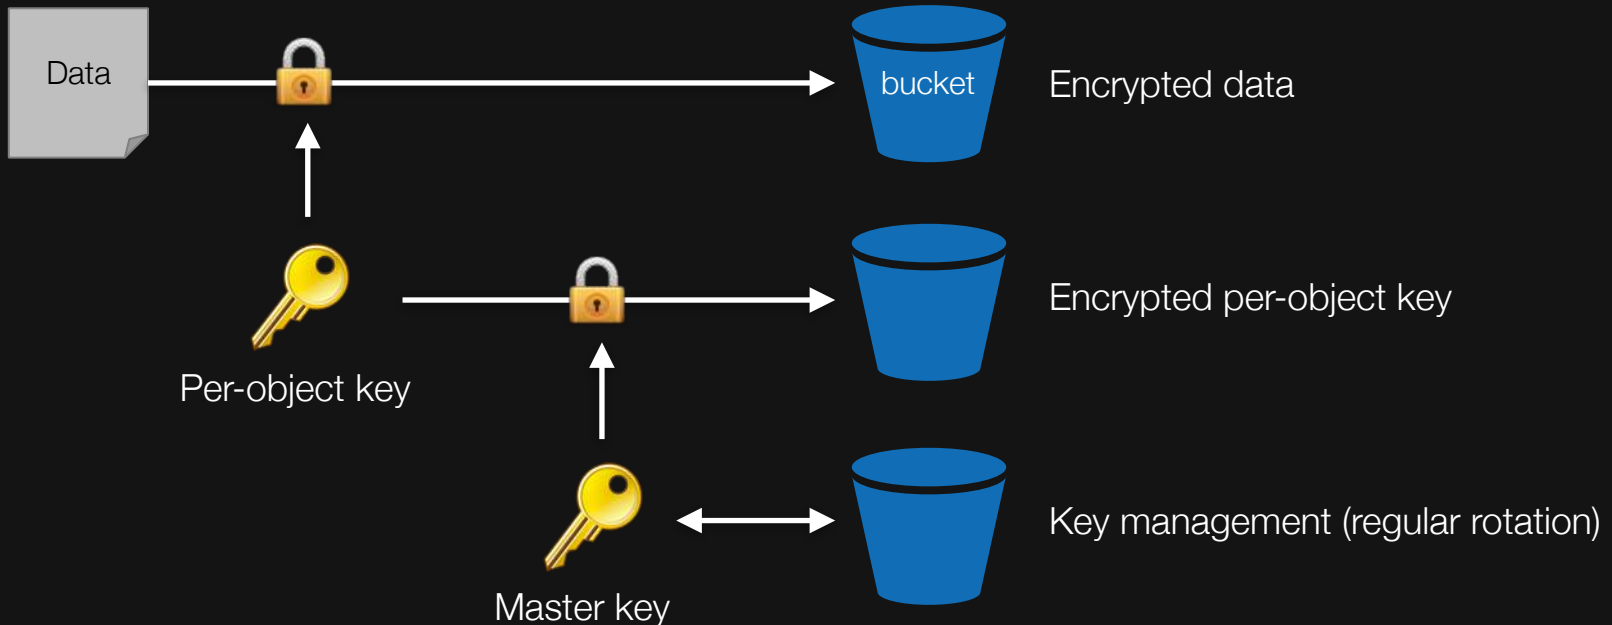 Data
bucket
Encrypted data
Encrypted per-object key
Per-object key
Key management (regular rotation)
Master key